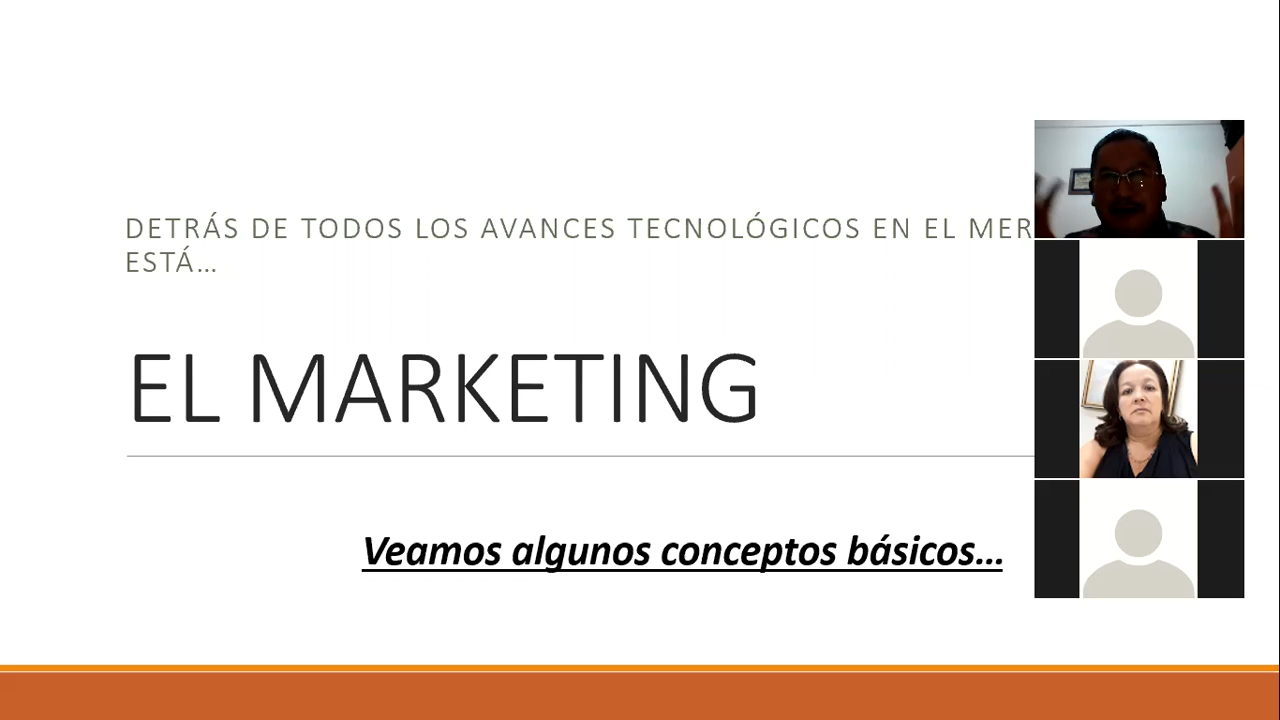 DETRÁS DE TODOS LOS AVANCES TECNOLÓGICOS EN EL MER
ESTÁ…
EL MARKETING
Veamos algunos conceptos básicos…